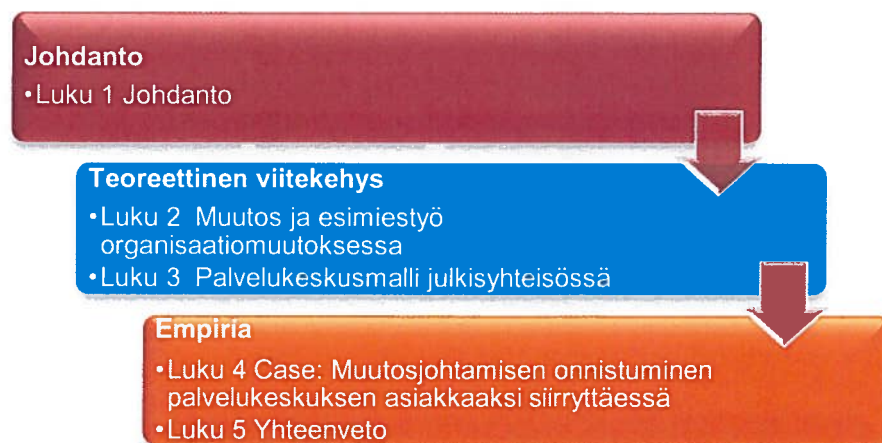 Johdanto
•Luku 1 Johdanto
Teoreettinen viitekehys
•Luku 2 Muutos ja esimiestyö
organisaatiomuutoksessa
•Luku 3 Palvelukeskusmalli julkisyhteisössä
Empiria
•Luku 4 Case: Muutosjohtamisen onnistuminen
palvelukeskuksen asiakkaaksi siirryttäessä
•Luku 5 Yhteenveto